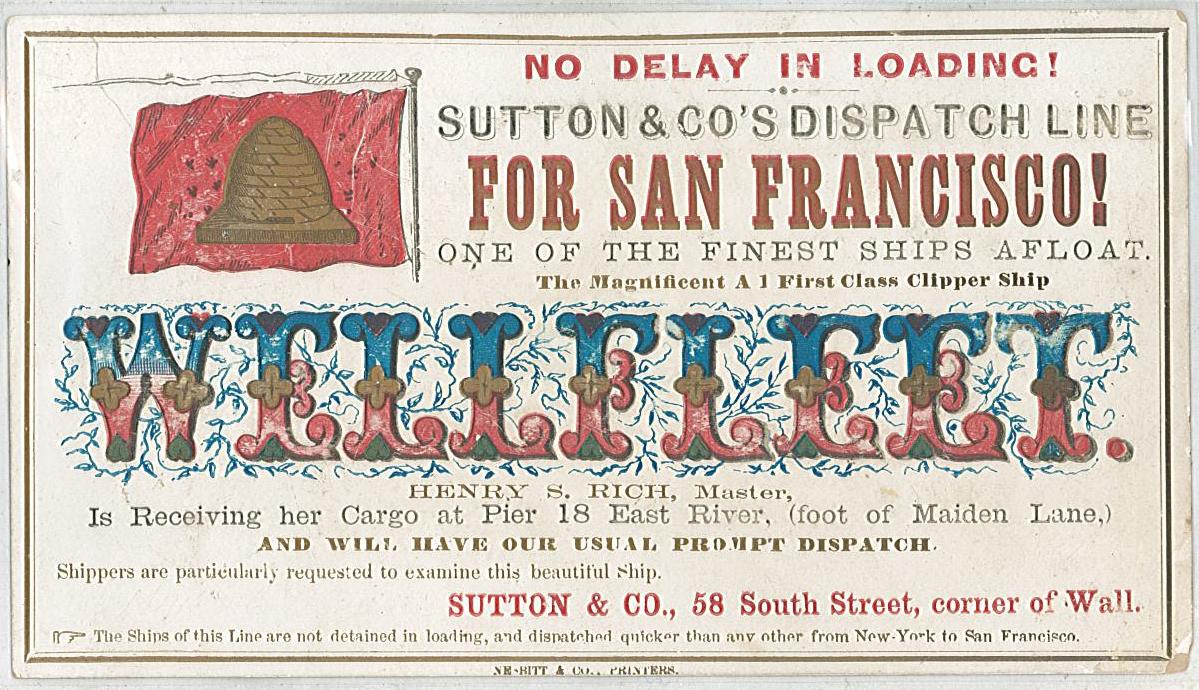 NO DELAY IN LOADING!
SUTTON & CO'S DISPATCH LINE
FOR SAN FRANCISCO!
ONE OF THE FINEST SHIPS AFLOAT.
The Magnificent A 1 First Class Clipper Ship
WELLFLEET.
HENRY S. RICH, Master,
Is Receiving her Cargo at Pier 18 East River, (foot of Maiden Lane,)
AND WILL HAVE OUR USUAL PROMPT DISPATCH.
Shippers are particularly requested to examine this beautiful Ship.
SUTTON & CO., 58 South Street, corner of Wall.
☞ The Ships of this Line are not detained in loading, and dispatched quicker than any other from New-York to San Francisco.
NESBITT & CO., PRINTERS.